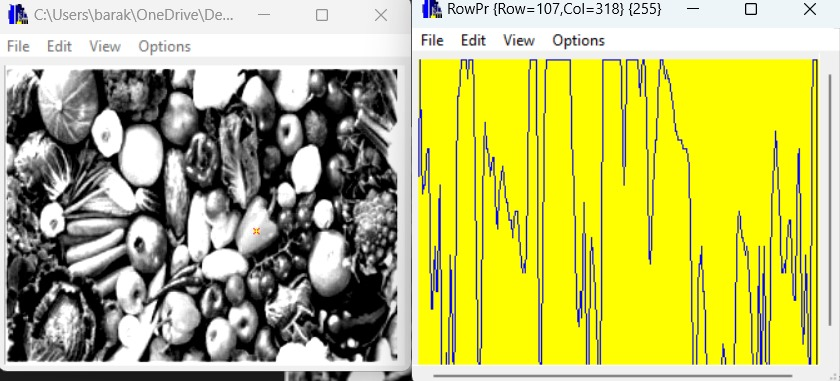 C:\Users\barak\OneDrive\De...
File Edit View Options
RowPr {Row=107,Col=318} {255}
File Edit View Options